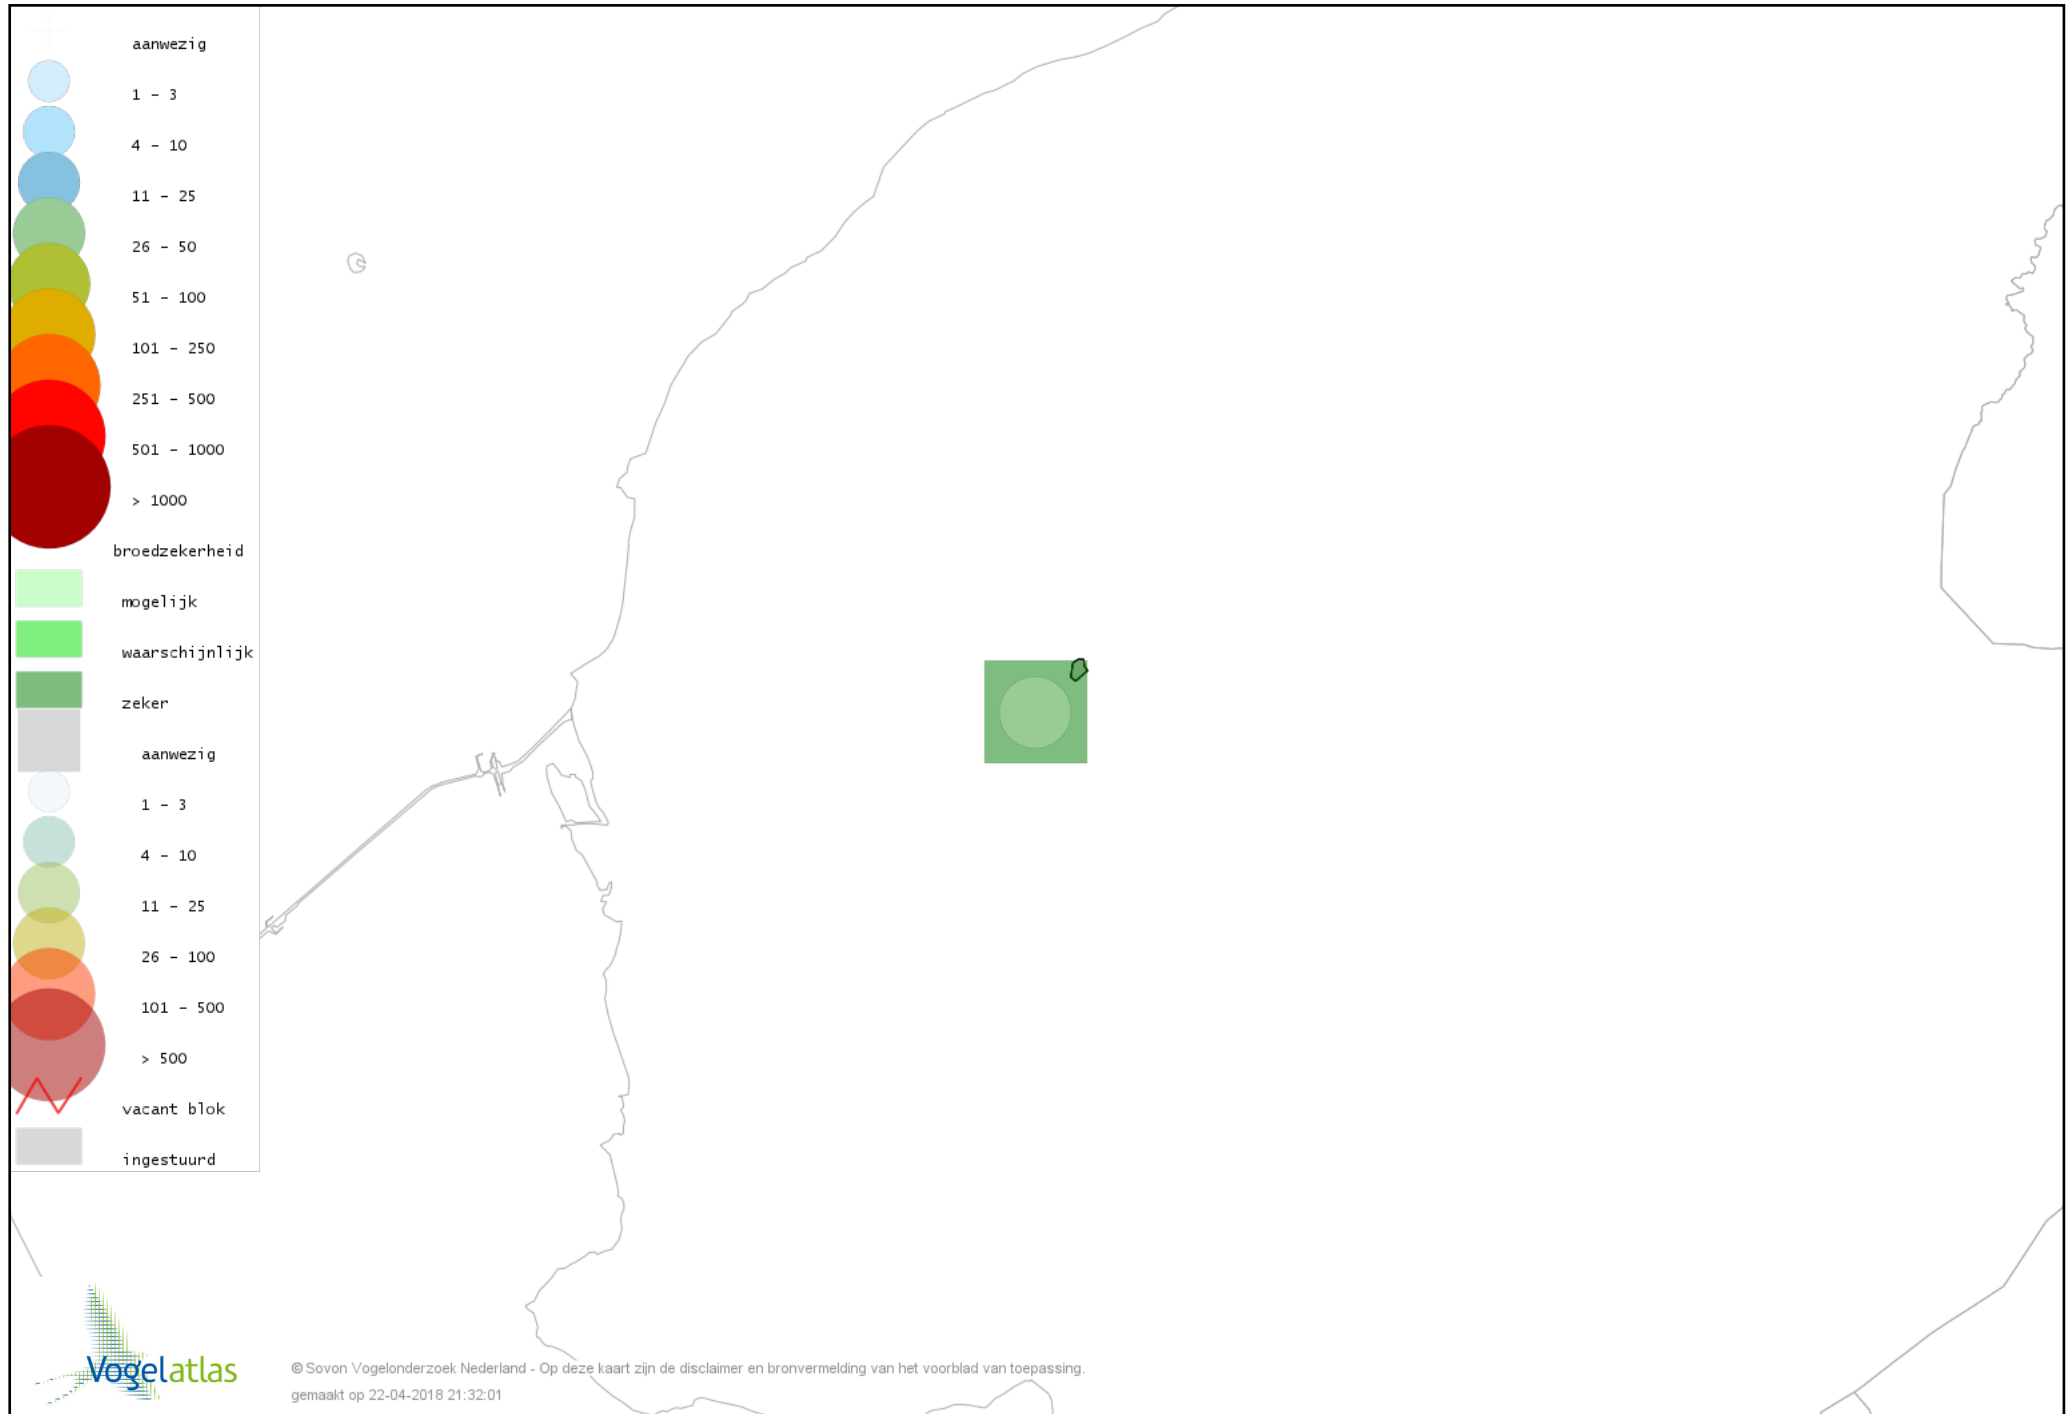 aanwezig
1 - 3
4 - 10
11 - 25
26 - 50
51 - 100
101 - 250
251 - 500
501 - 1000
> 1000
broedzekerheid
mogelijk
waarschijnlijk
zeker
aanwezig
1 - 3
4 - 10
11 - 25
26 - 100
101 - 500
> 500
vacant blok
ingestuurd
Vogelatlas
© Sovon Vogelonderzoek Nederland - Op deze kaart zijn de disclaimer en bronvermelding van het voorblad van toepassing.
gemaakt op 22-04-2018 21:32:01